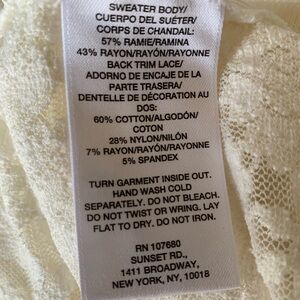 SWEATER BODY/
CUERPO DEL SUÉTER/
CORPS DE CHANDAIL:
57% RAMIE/RAMINA
43% RAYON/RAYÓN/RAYONNE
BACK TRIM LACE/
ADORNO DE ENCAJE DE LA
PARTE TRASERA/
DENTELLE DE DÉCORATION AU
DOS:
60% COTTON/ALGODÓN/
COTON
28% NYLON/NILÓN
7% RAYON/RAYÓN/RAYONNE
5% SPANDEX
TURN GARMENT INSIDE OUT.
HAND WASH COLD
SEPARATELY. DO NOT BLEACH.
DO NOT TWIST OR WRING. LAY
FLAT TO DRY. DO NOT IRON.
RN 107680
SUNSET RD.,
1411 BROADWAY,
NEW YORK, NY, 10018